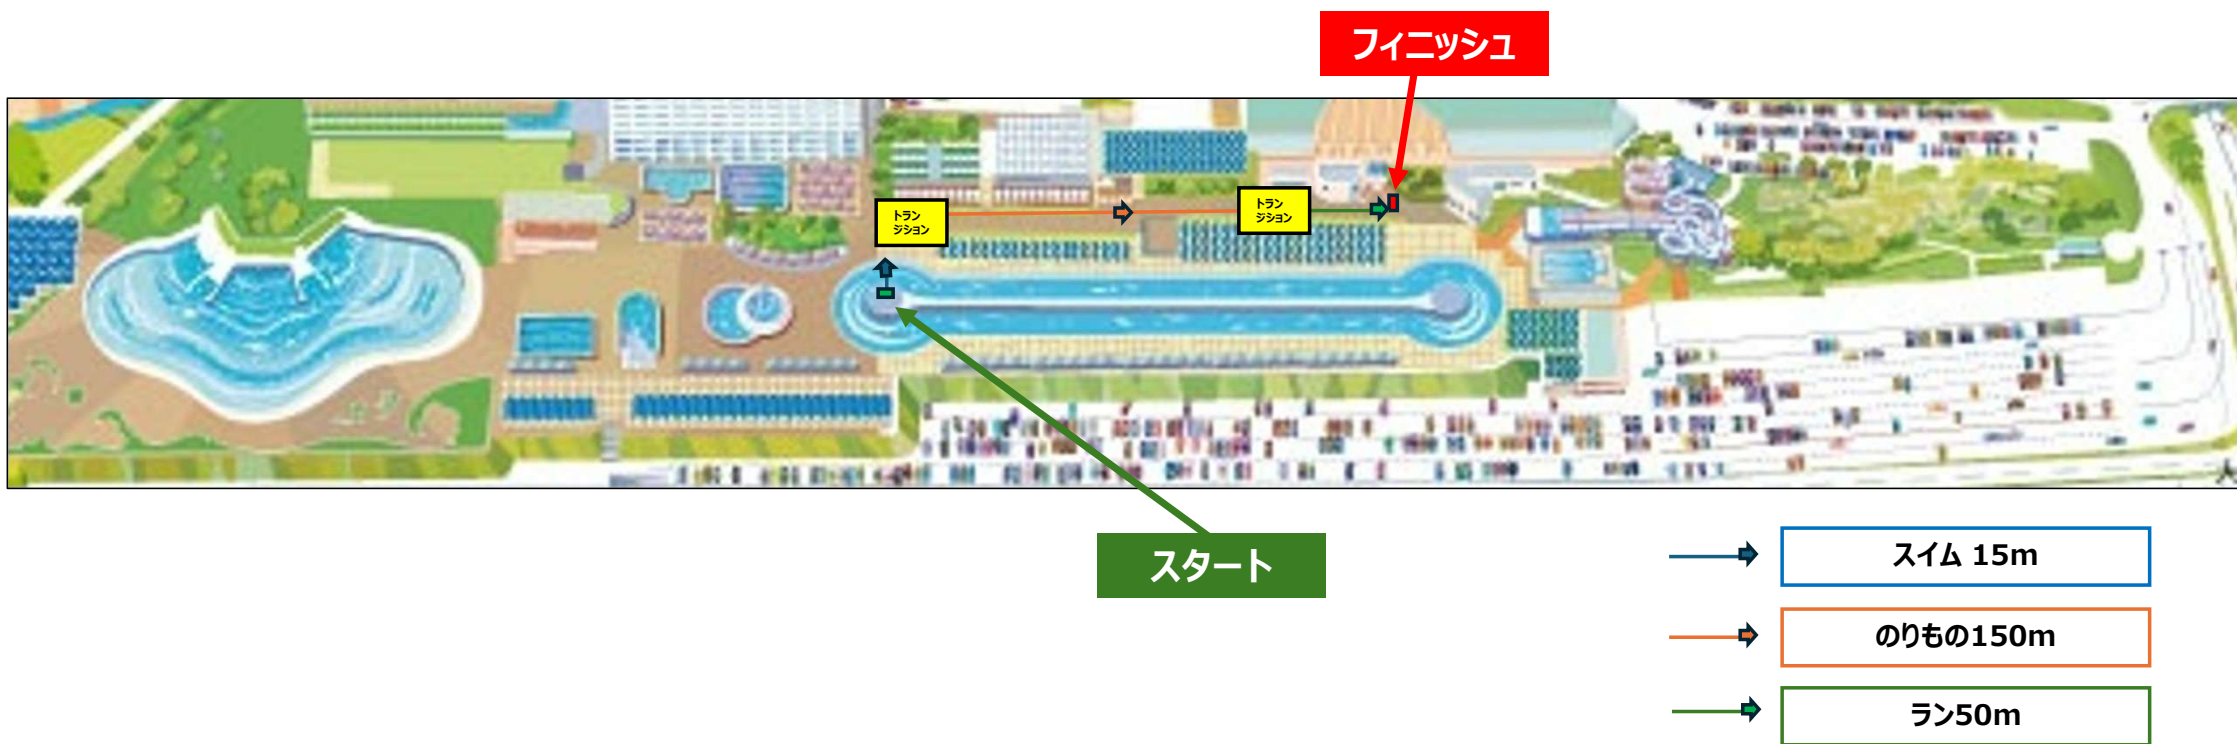 フィニッシュ
トラン
ジション
トラン
ジション
スタート
スイム 15m
のりもの150m
ラン50m